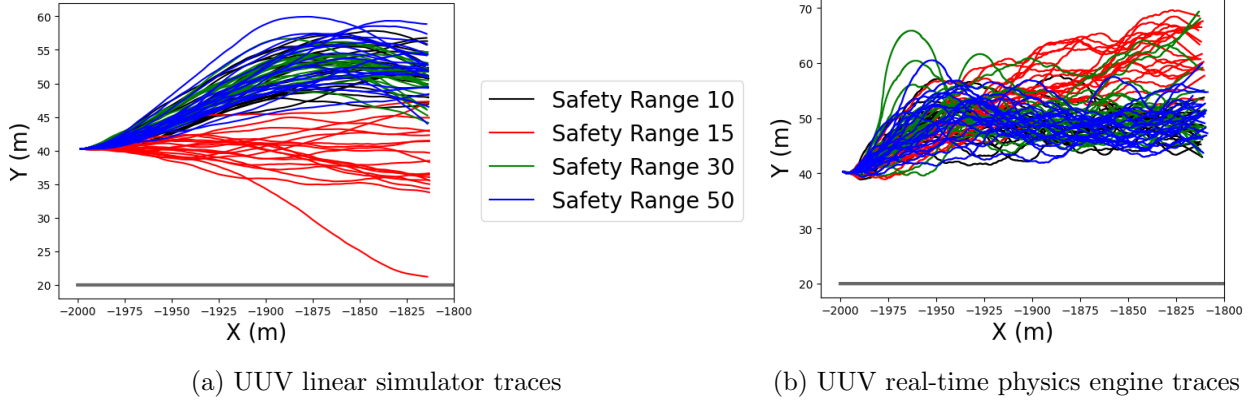 60
55
50
45
40
35
30
25
20
Y (m)
−2000 −1975 −1950 −1925 −1900 −1875 −1850 −1825 −1800
X (m)
Safety Range 10
Safety Range 15
Safety Range 30
Safety Range 50
70
60
50
40
30
20
Y (m)
−2000 −1975 −1950 −1925 −1900 −1875 −1850 −1825 −1800
X (m)
(a) UUV linear simulator traces
(b) UUV real-time physics engine traces